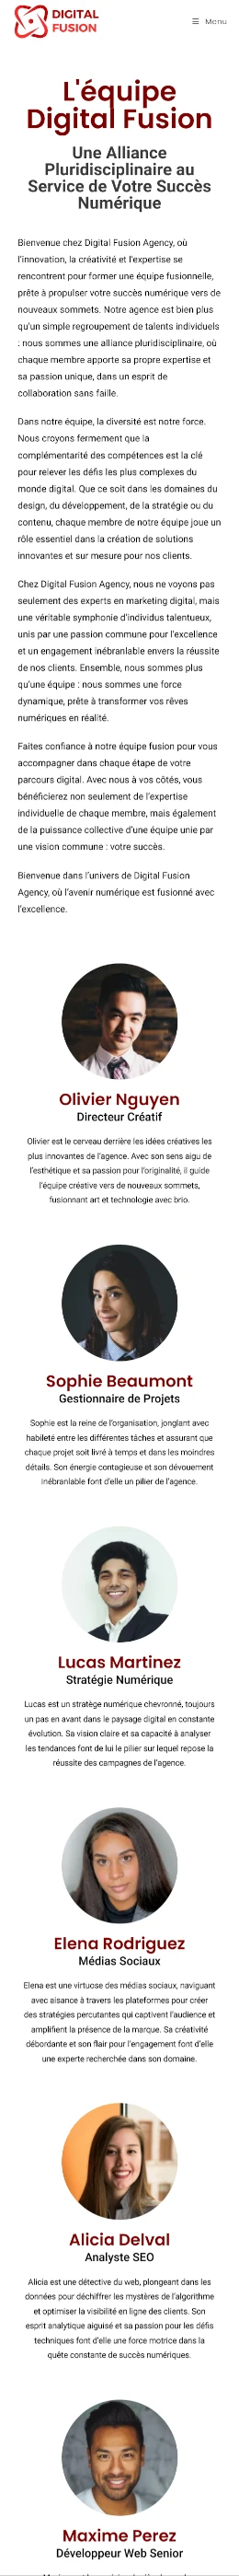 DIGITAL
FUSION
Menu
L'équipe
Digital Fusion
Une Alliance
Pluridisciplinaire au
Service de Votre Succès
Numérique
Bienvenue chez Digital Fusion Agency, où
l'innovation, la créativité et l'expertise se
rencontrent pour former une équipe fusionnelle,
prête à propulser votre succès numérique vers de
nouveaux sommets. Notre agence est bien plus
qu'un simple regroupement de talents individuels
: nous sommes une alliance pluridisciplinaire, où
chaque membre apporte sa propre expertise et
sa passion unique, dans un esprit de
collaboration sans faille.
Dans notre équipe, la diversité est notre force.
Nous croyons fermement que la
complémentarité des compétences est la clé
pour relever les défis les plus complexes du
monde digital. Que ce soit dans les domaines du
design, du développement, de la stratégie ou du
contenu, chaque membre de notre équipe joue un
rôle essentiel dans la création de solutions
innovantes et sur mesure pour nos clients.
Chez Digital Fusion Agency, nous ne voyons pas
seulement des experts en marketing digital, mais
une véritable symphonie d'individus talentueux,
unis par une passion commune pour l'excellence
et un engagement inébranlable envers la réussite
de nos clients. Ensemble, nous sommes plus
qu'une équipe : nous sommes une force
dynamique, prête à transformer vos rêves
numériques en réalité.
Faites confiance à notre équipe fusion pour vous
accompagner dans chaque étape de votre
parcours digital. Avec nous à vos côtés, vous
bénéficierez non seulement de l'expertise
individuelle de chaque membre, mais également
de la puissance collective d'une équipe unie par
une vision commune : votre succès.
Bienvenue dans l'univers de Digital Fusion
Agency, où l'avenir numérique est fusionné avec
l'excellence.
Olivier Nguyen
Directeur Créatif
Olivier est le cerveau derrière les idées créatives les
plus innovantes de l'agence. Avec son sens aigu de
l'esthétique et sa passion pour l'originalité, il guide
l'équipe créative vers de nouveaux sommets,
fusionnant art et technologie avec brio.
Sophie Beaumont
Gestionnaire de Projets
Sophie est la reine de l'organisation, jonglant avec
habileté entre les différentes tâches et assurant que
chaque projet soit livré à temps et dans les moindres
détails. Son énergie contagieuse et son dévouement
inébranlable font d'elle un pilier de l'agence.
Lucas Martinez
Stratégie Numérique
Lucas est un stratège numérique chevronné, toujours
un pas en avant dans le paysage digital en constante
évolution. Sa vision claire et sa capacité à analyser
les tendances font de lui le pilier sur lequel repose la
réussite des campagnes de l'agence.
Elena Rodriguez
Médias Sociaux
Elena est une virtuose des médias sociaux, naviguant
avec aisance à travers les plateformes pour créer
des stratégies percutantes qui captivent l'audience et
amplifient la présence de la marque. Sa créativité
débordante et son flair pour l'engagement font d'elle
une experte recherchée dans son domaine.
Alicia Delval
Analyste SEO
Alicia est une détective du web, plongeant dans les
données pour déchiffrer les mystères de l'algorithme
et optimiser la visibilité en ligne des clients. Son
esprit analytique aiguisé et sa passion pour les défis
techniques font d'elle une force motrice dans la
quête constante de succès numériques.
Maxime Perez
Développeur Web Senior